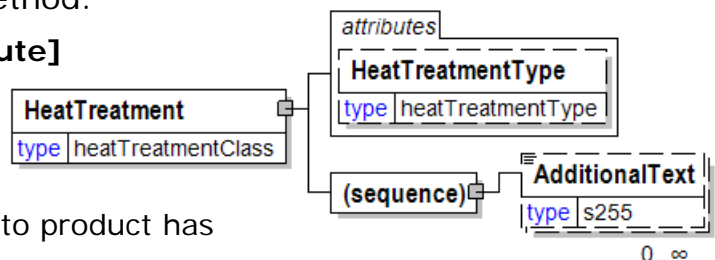 ethod.
ute]
to product has
HeatTreatment
type heatTreatmentClass
attributes
HeatTreatmentType
type heatTreatmentType
(sequence)
AdditionalText
type s255
0..∞